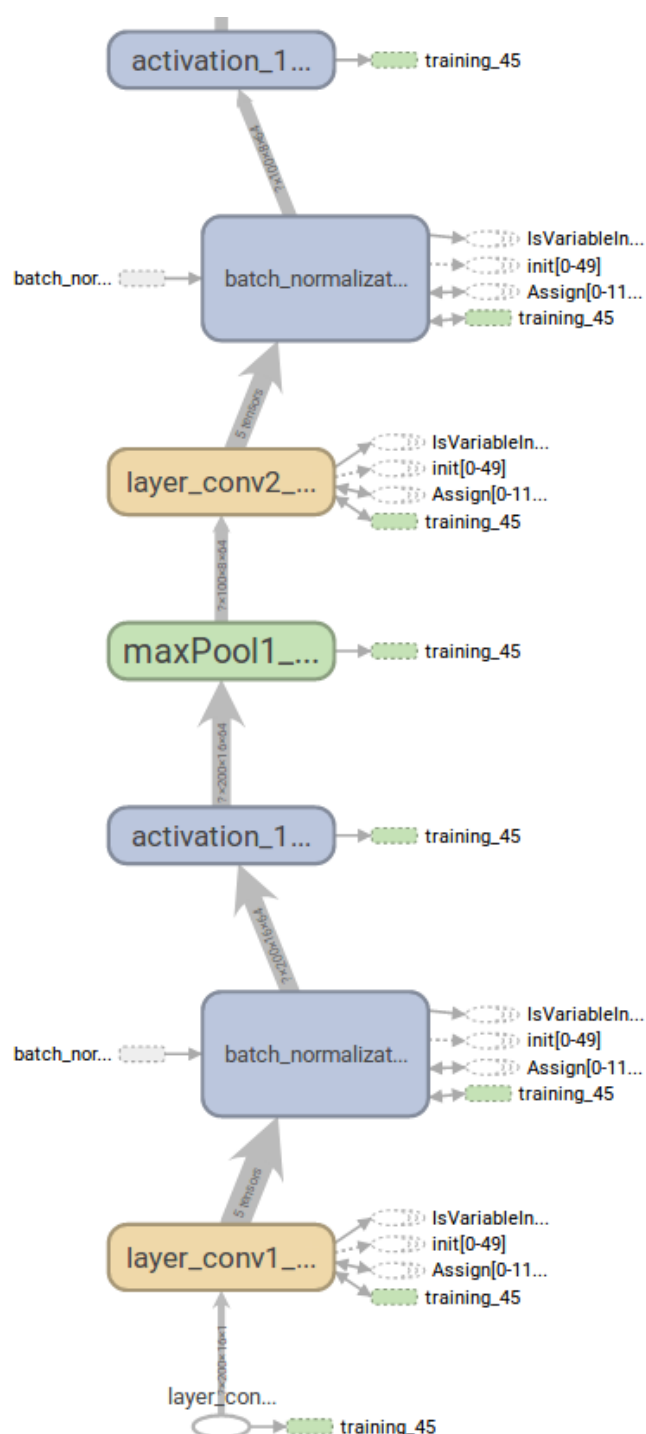 activation_1...
training_45
?×100×8×64
batch_nor...
batch_normalizat...
IsVariableIn...
init[0-49]
Assign[0-11...
training_45
5 tensors
layer_conv2_...
IsVariableIn...
init[0-49]
Assign[0-11...
training_45
?×100×8×64
maxPool1_...
training_45
?×200×16×64
activation_1...
training_45
?×200×16×64
batch_nor...
batch_normalizat...
IsVariableIn...
init[0-49]
Assign[0-11...
training_45
5 tensors
layer_conv1_...
IsVariableIn...
init[0-49]
Assign[0-11...
training_45
?×200×16×1
layer_con...
training_45